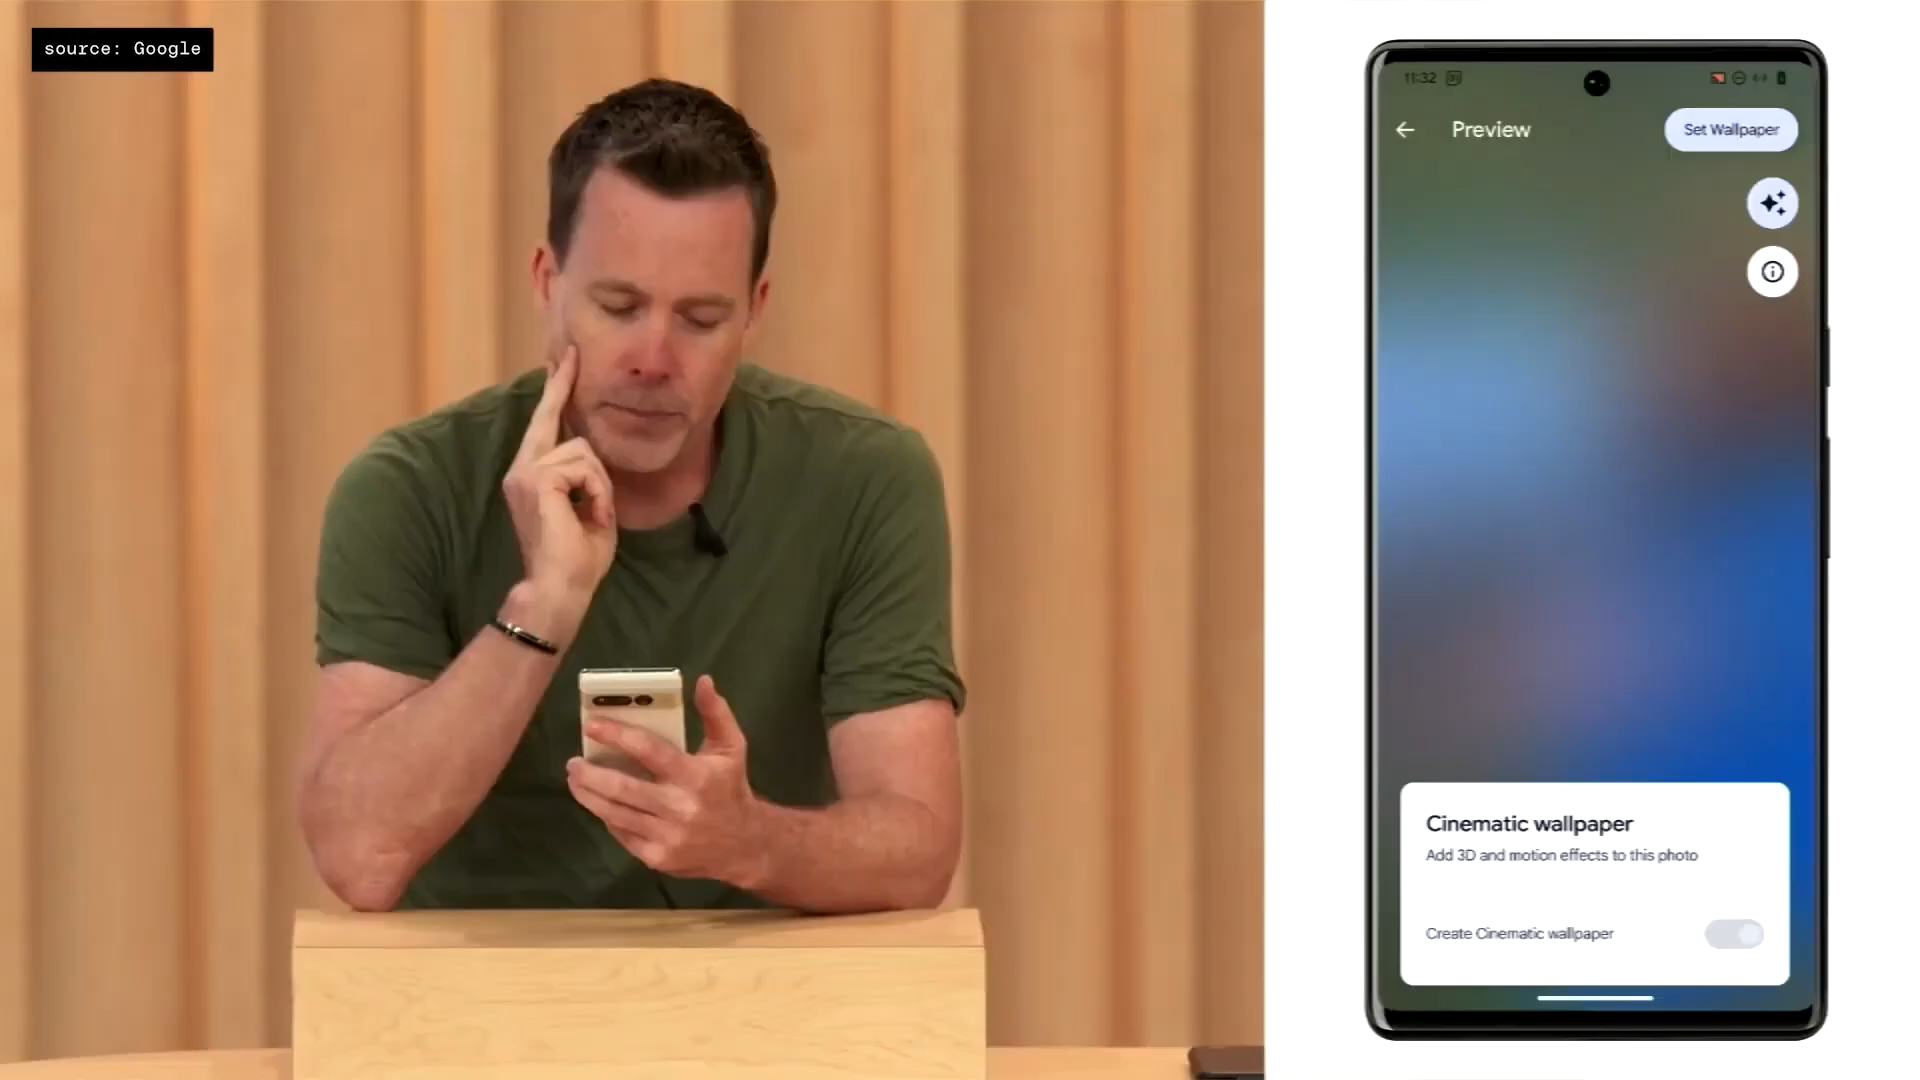 source: Google
11:32
Preview
Set Wallpaper
Cinematic wallpaper
Add 3D and motion effects to this photo
Create Cinematic wallpaper